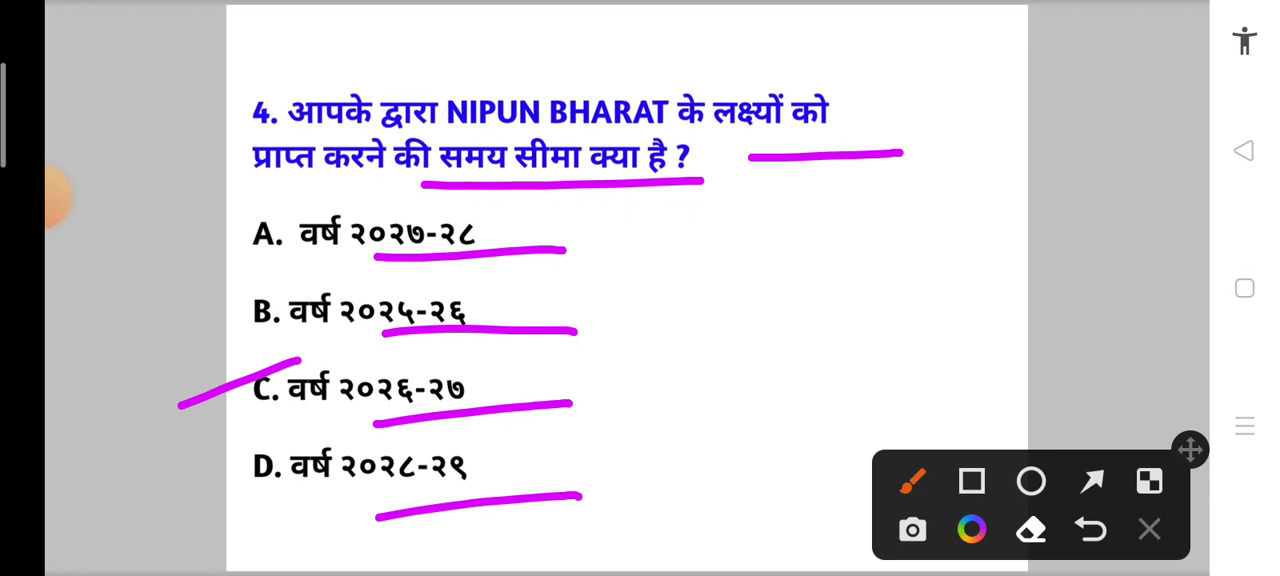 4. आपके द्वारा NIPUN BHARAT के लक्ष्यों को
प्राप्त करने की समय सीमा क्या है ?
A. वर्ष २०२७-२८
B. वर्ष २०२५-२६
C. वर्ष २०२६-२७
D. वर्ष २०२८-२९